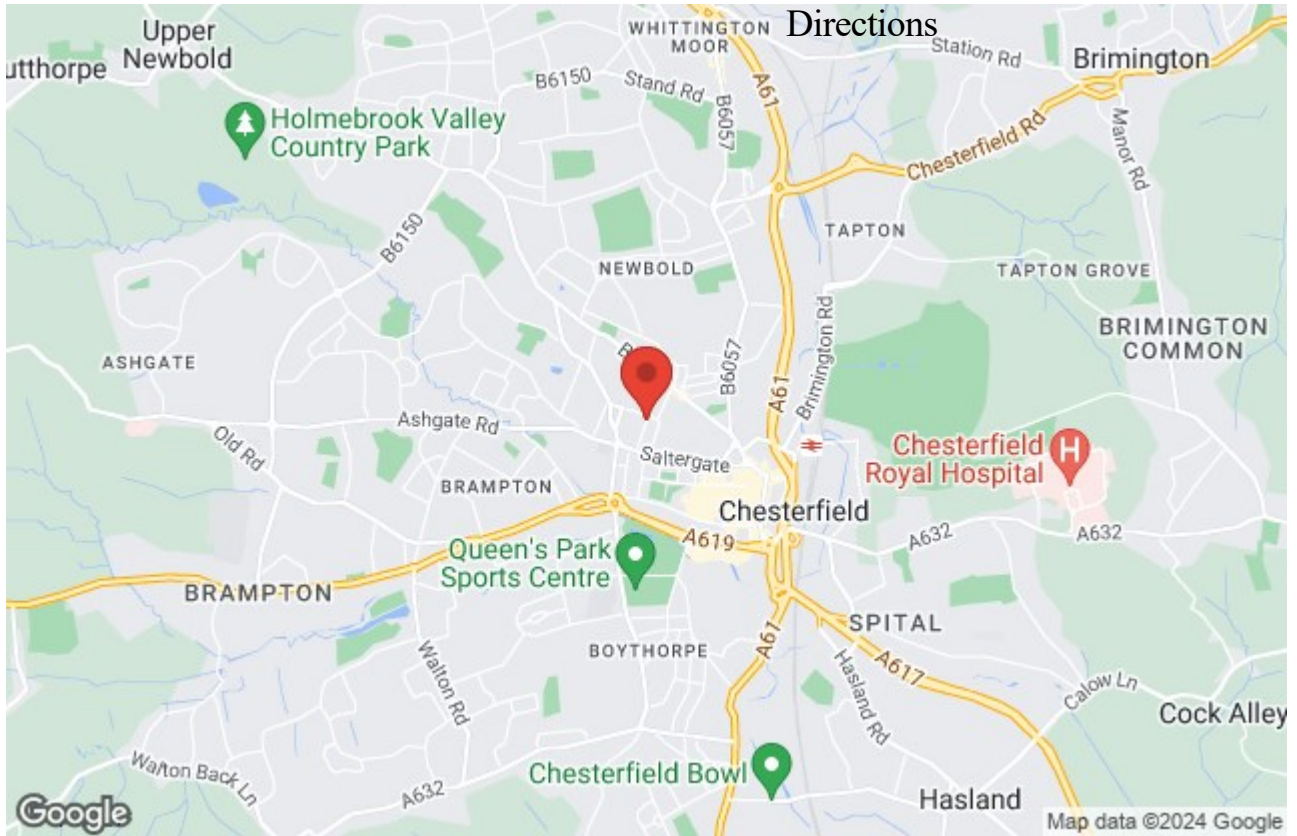 Directions
Upper
Newbold
WHITTINGTON
MOOR
Station Rd
Brimington
utthorpe
B6150
Stand Rd
A61
B6057
Chesterfield Rd
Manor Rd
Holmebrook Valley
Country Park
B6150
TAPTON
NEWBOLD
TAPTON GROVE
BRIMINGTON
COMMON
ASHGATE
B6057
A61
Brimington Rd
Ashgate Rd
Old Rd
Saltergate
Chesterfield
Royal Hospital
H
BRAMPTON
Chesterfield
A619
A632
A632
Queen's Park
Sports Centre
BRAMPTON
SPITAL
BOYTHORPE
A61
A617
Walton Rd
Hasland Rd
Calow Ln
Cock Alley
Walton Back Ln
A632
Chesterfield Bowl
Hasland
Google
Map data ©2024 Google